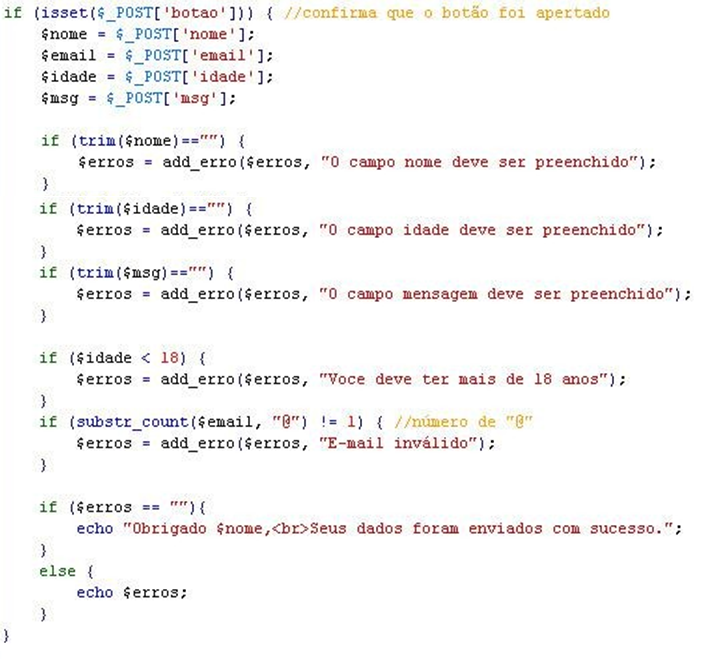 if (isset($_POST['botao'])) { //confirma que o botão foi apertado
    $nome = $_POST['nome'];
    $email = $_POST['email'];
    $idade = $_POST['idade'];
    $msg = $_POST['msg'];

    if (trim($nome)=="") {
        $erros = add_erro($erros, "O campo nome deve ser preenchido");
    }
    if (trim($idade)=="") {
        $erros = add_erro($erros, "O campo idade deve ser preenchido");
    }
    if (trim($msg)=="") {
        $erros = add_erro($erros, "O campo mensagem deve ser preenchido");
    }

    if ($idade < 18) {
        $erros = add_erro($erros, "Voce deve ter mais de 18 anos");
    }
    if (substr_count($email, "@") != 1) { //número de "@"
        $erros = add_erro($erros, "E-mail inválido");
    }

    if ($erros == ""){
        echo "Obrigado $nome,<br>Seus dados foram enviados com sucesso.";
    }
    else {
        echo $erros;
    }
}